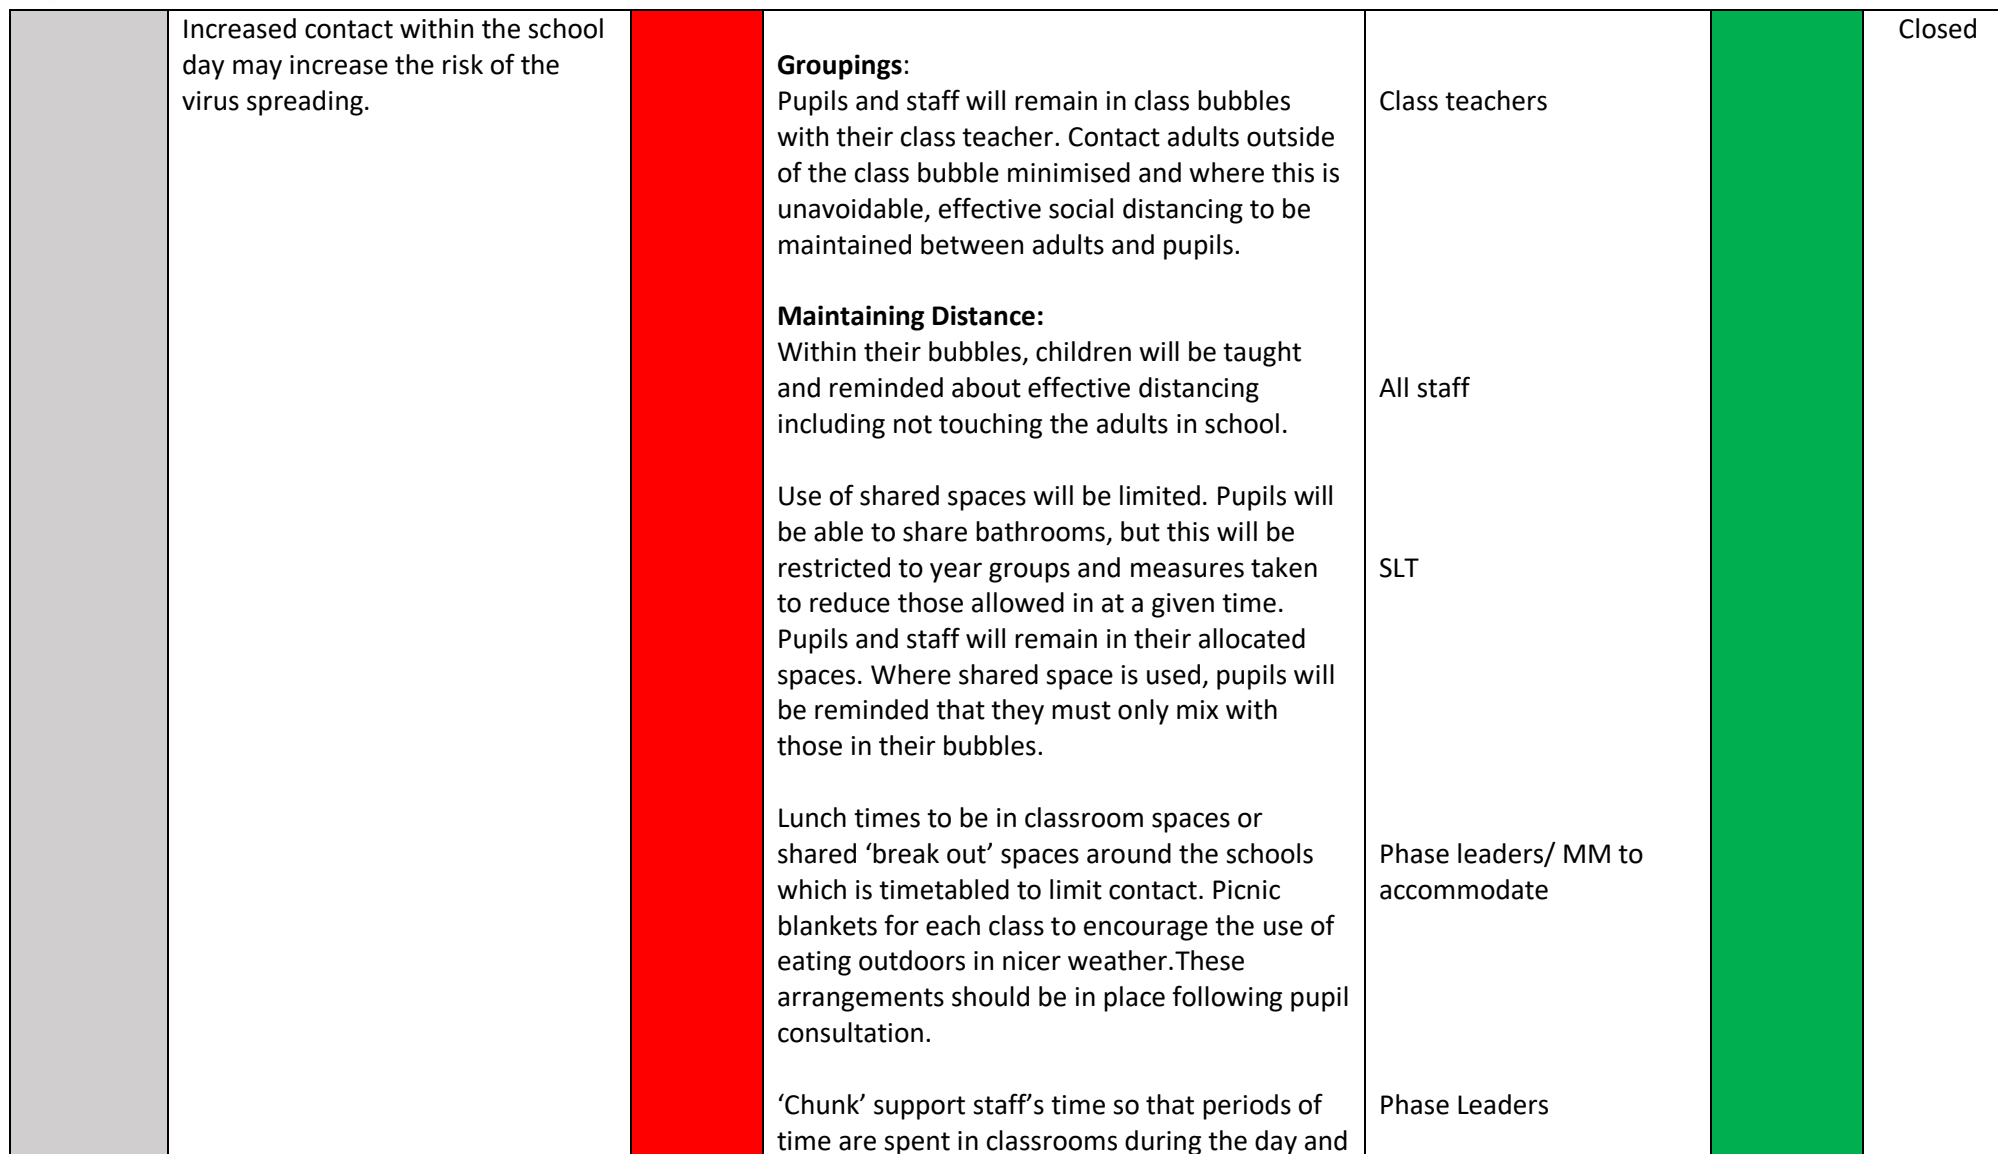 Increased contact within the school
day may increase the risk of the
virus spreading.
Groupings:
Pupils and staff will remain in class bubbles
with their class teacher. Contact adults outside
of the class bubble minimised and where this is
unavoidable, effective social distancing to be
maintained between adults and pupils.
Maintaining Distance:
Within their bubbles, children will be taught
and reminded about effective distancing
including not touching the adults in school.
Use of shared spaces will be limited. Pupils will
be able to share bathrooms, but this will be
restricted to year groups and measures taken
to reduce those allowed in at a given time.
Pupils and staff will remain in their allocated
spaces. Where shared space is used, pupils will
be reminded that they must only mix with
those in their bubbles.
Lunch times to be in classroom spaces or
shared ‘break out’ spaces around the schools
which is timetabled to limit contact. Picnic
blankets for each class to encourage the use of
eating outdoors in nicer weather.These
arrangements should be in place following pupil
consultation.
‘Chunk’ support staff’s time so that periods of
time are spent in classrooms during the day and
Class teachers
All staff
SLT
Phase leaders/ MM to
accommodate
Phase Leaders
Closed